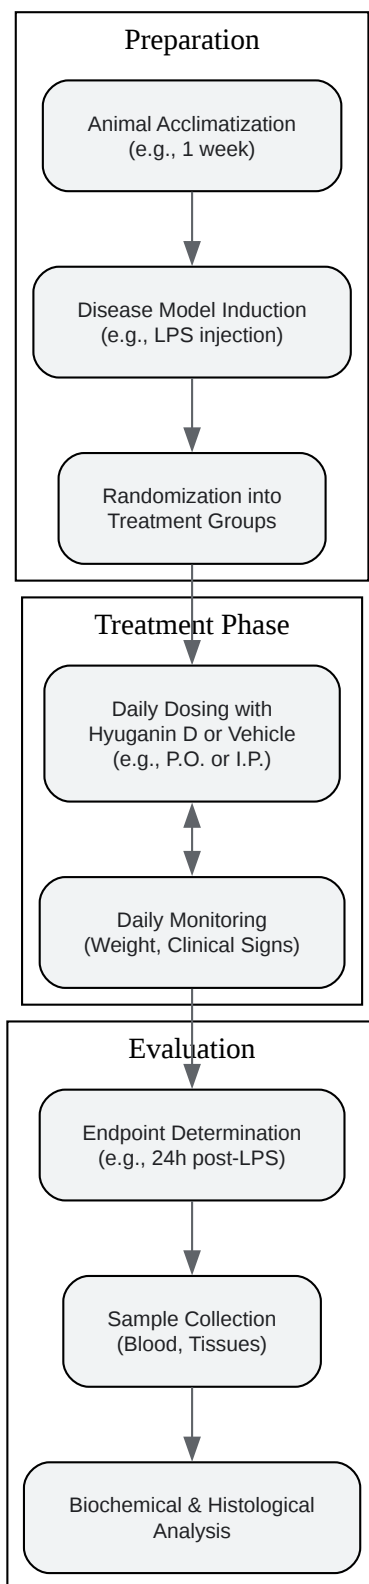 Preparation
Animal Acclimatization
(e.g., 1 week)
Disease Model Induction
(e.g., LPS injection)
Randomization into
Treatment Groups
Treatment Phase
Daily Dosing with
Hyuganin D or Vehicle
(e.g., P.O. or I.P.)
Daily Monitoring
(Weight, Clinical Signs)
Evaluation
Endpoint Determination
(e.g., 24h post-LPS)
Sample Collection
(Blood, Tissues)
Biochemical & Histological
Analysis